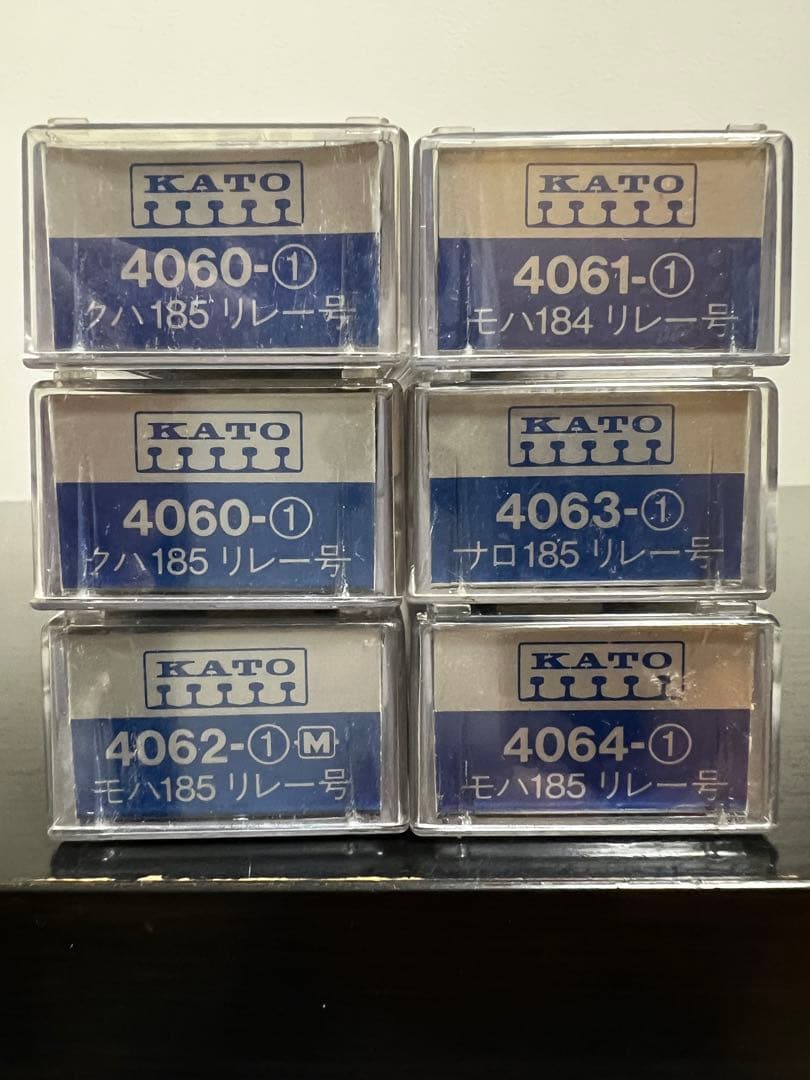 KATO
4060-①
クハ185 リレー号
KATO
4061-①
モハ184 リレー号
KATO
4060-①
クハ185 リレー号
KATO
4063-①
サロ185 リレー号
KATO
4062-① M
モハ185 リレー号
KATO
4064-①
モハ185 リレー号